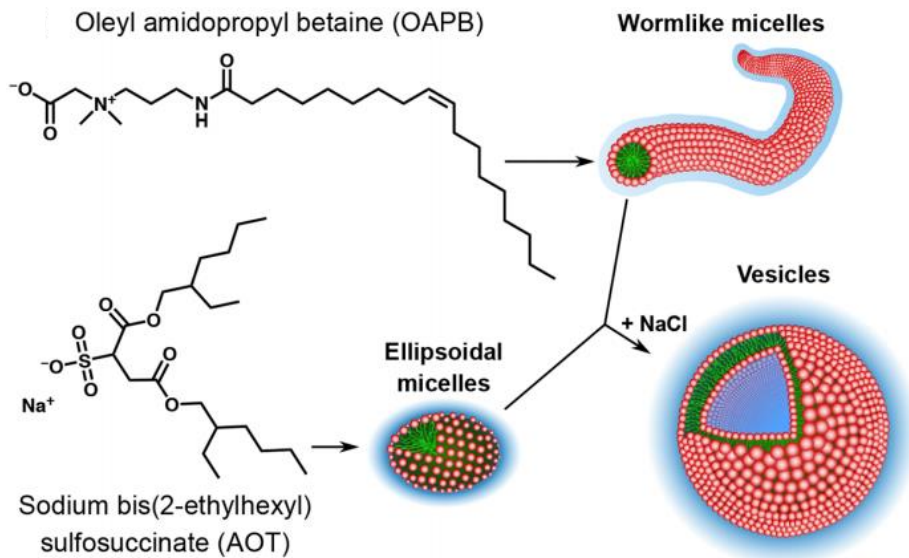 Oleyl amidopropyl betaine (OAPB)
Wormlike micelles
O
⁻O
O
N⁺
N
H
Vesicles
+ NaCl
Ellipsoidal
micelles
O
O
O
O
⁻O
S
O
O
Na⁺
Sodium bis(2-ethylhexyl)
sulfosuccinate (AOT)